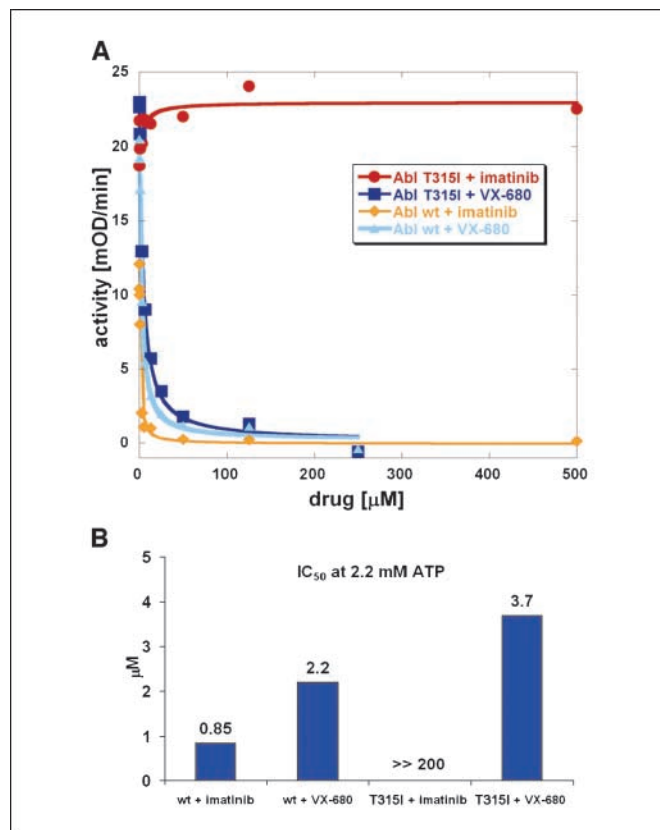 A
25
20
15
10
5
0
activity [mOD/min]
Abl T315I + imatinib
Abl T315I + VX-680
Abl wt + imatinib
Abl wt + VX-680
0 100 200 300 400 500
drug [μM]
B
IC50 at 2.2 mM ATP
5
4
3
2
1
0
μM
0.85
2.2
>> 200
3.7
wt + imatinib wt + VX-680 T315I + imatinib T315I + VX-680